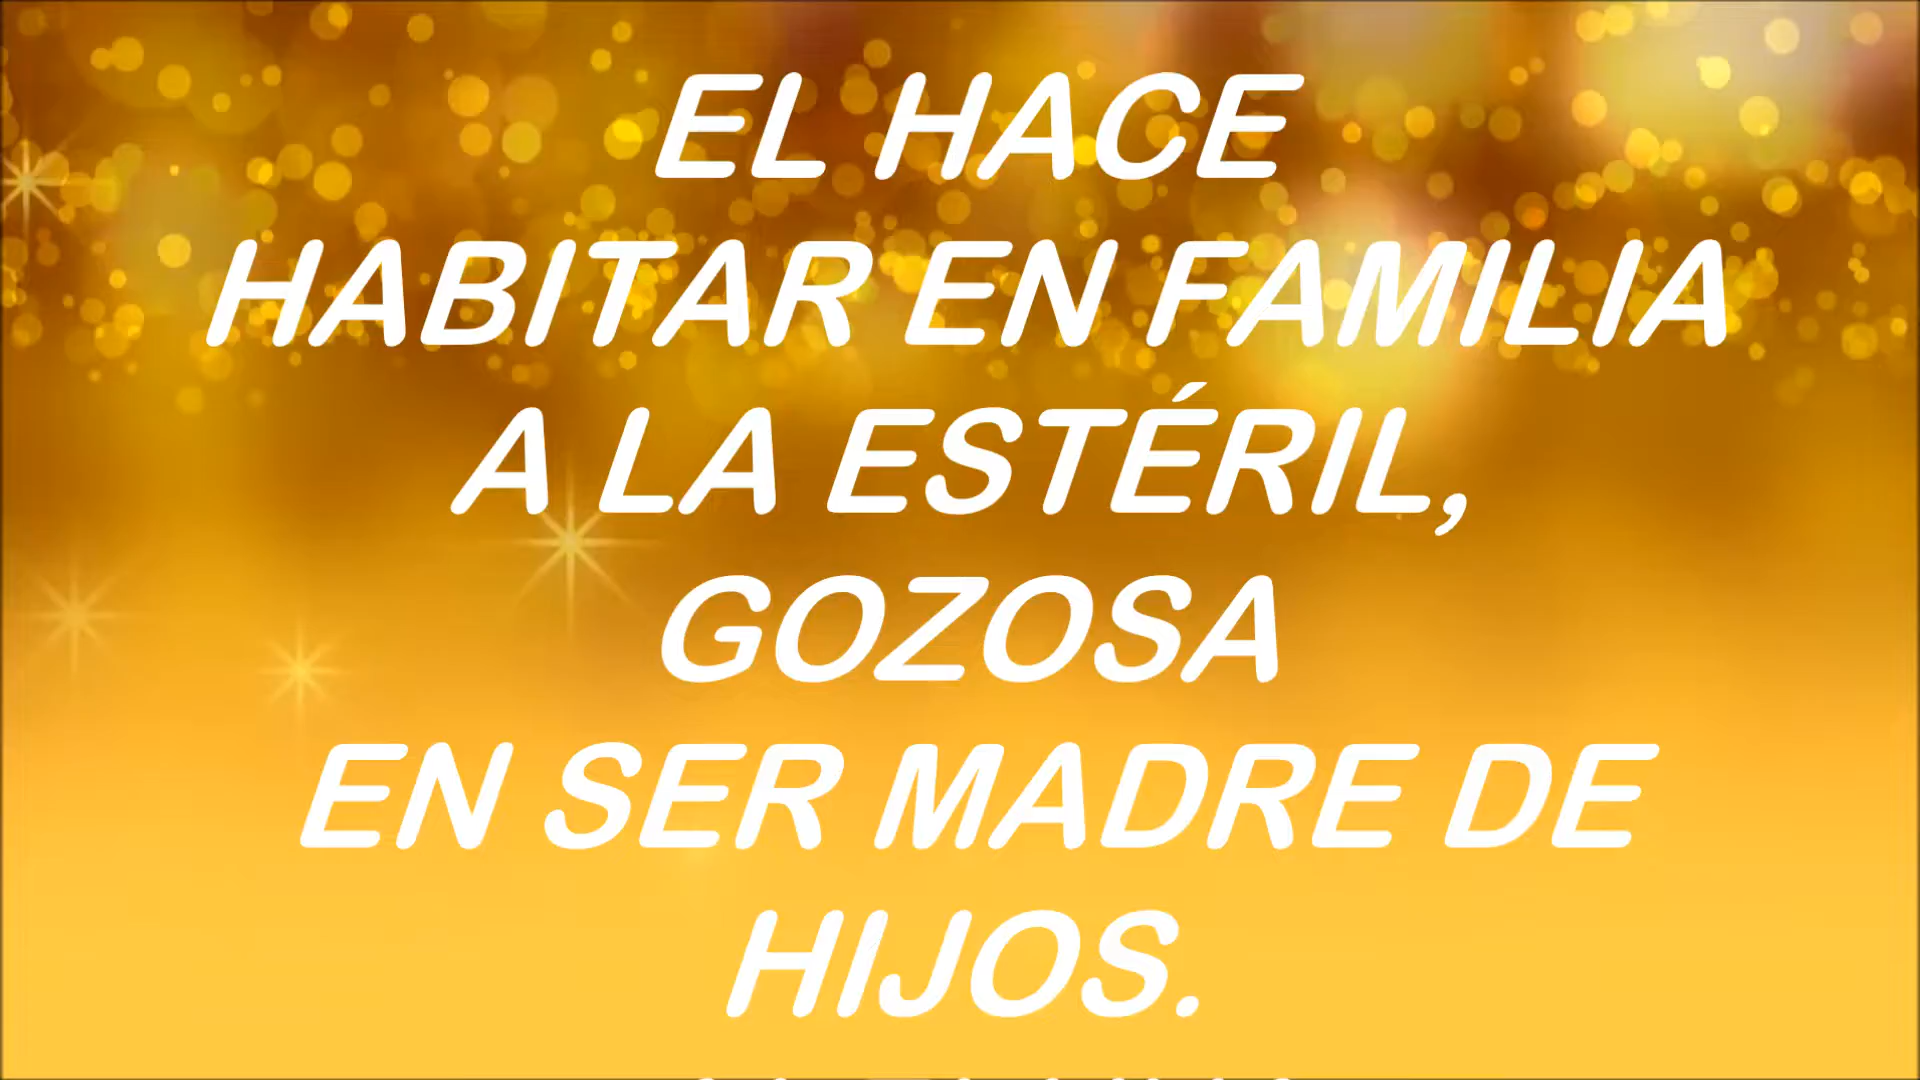 EL HACE
HABITAR EN FAMILIA
A LA ESTÉRIL,
GOZOSA
EN SER MADRE DE
HIJOS.